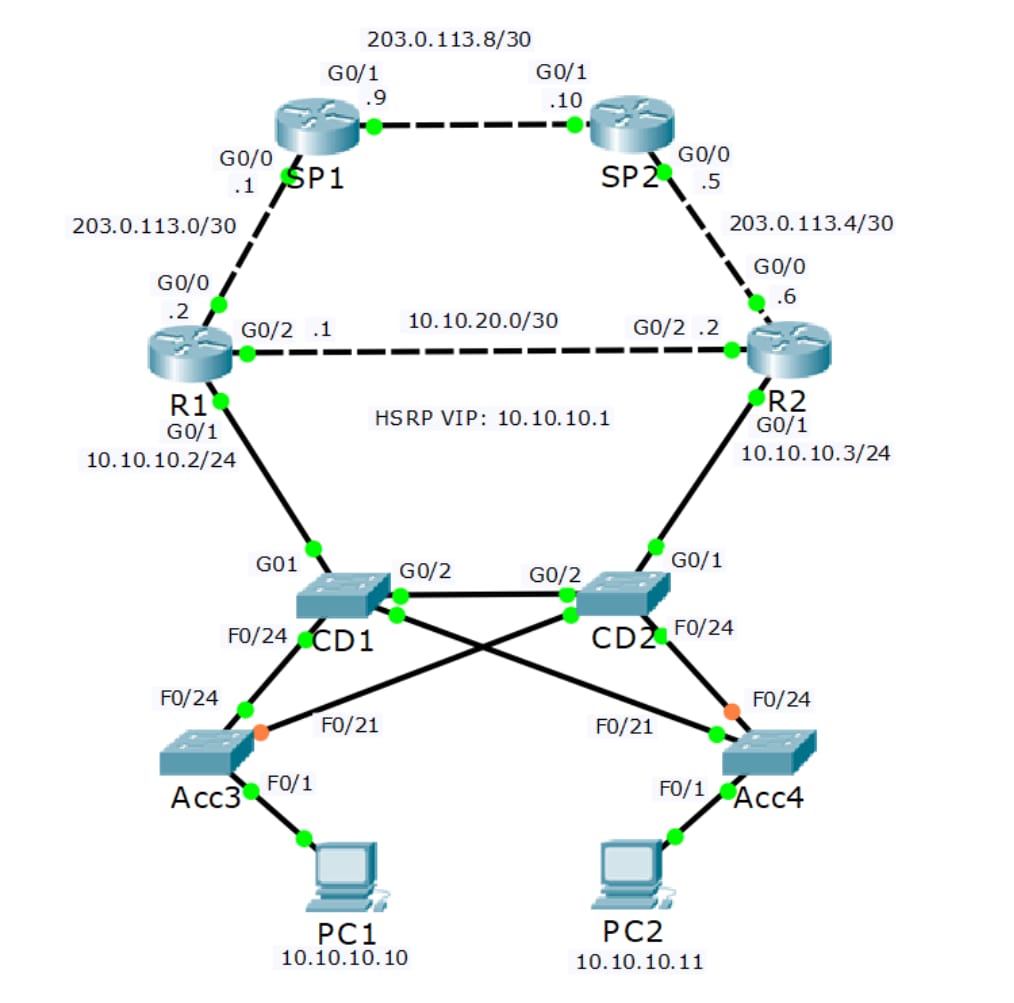 203.0.113.8/30
G0/1
G0/1
.9
.10
G0/0
SP1
SP2
G0/0
.1
.5
203.0.113.0/30
203.0.113.4/30
G0/0
G0/0
.2
.6
G0/2 .1
10.10.20.0/30
G0/2 .2
R1
HSRP VIP: 10.10.10.1
R2
G0/1
G0/1
10.10.10.2/24
10.10.10.3/24
G01
G0/2
G0/2
G0/1
F0/24
CD1
CD2
F0/24
F0/24
F0/21
F0/21
F0/24
Acc3
F0/1
F0/1
Acc4
PC1
PC2
10.10.10.10
10.10.10.11